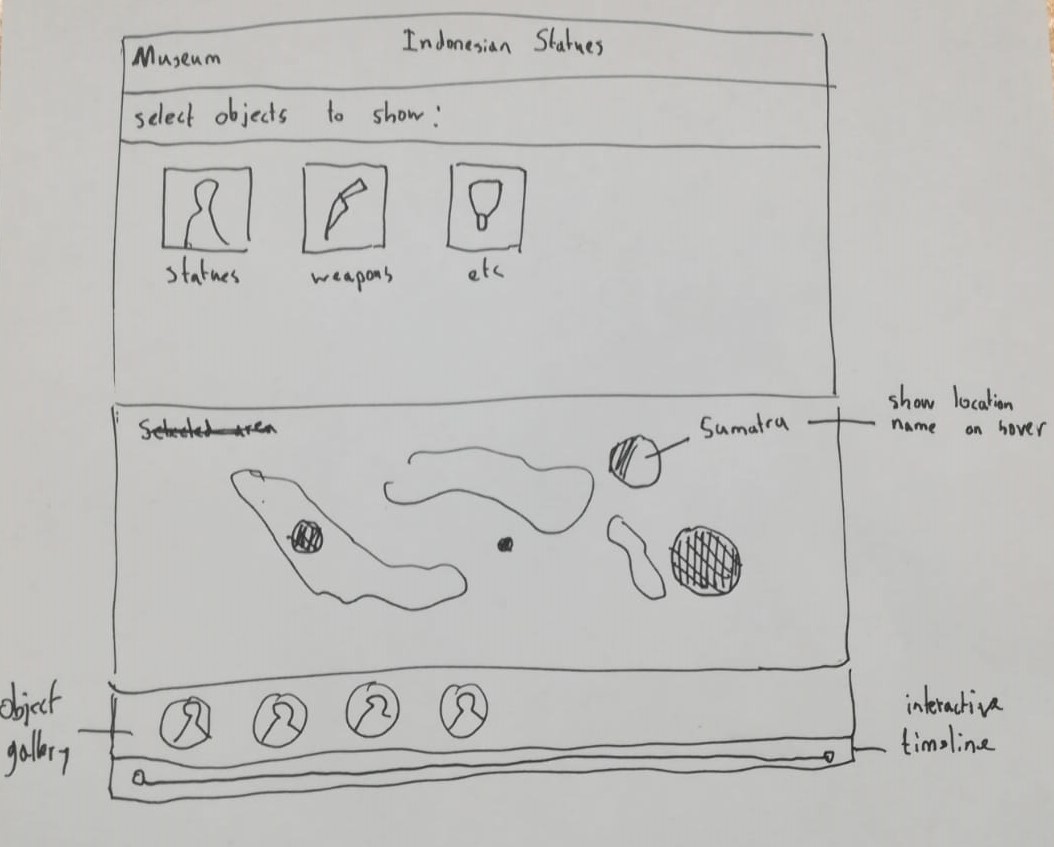 Museum
Indonesian Statues
select objects to show:
statues
weapons
etc
Selected area
Sumatra
show location
name on hover
Object
gallery
interactive
timeline